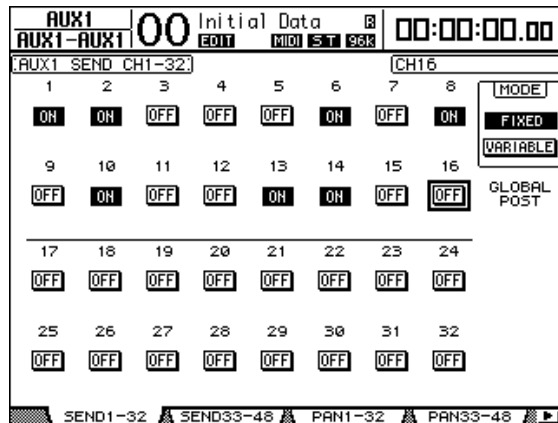 AUX1
AUX1-AUX1
00
Initial Data
EDIT
R
MIDI
ST
96k
00:00:00.00
AUX1 SEND CH1-32
CH16
1 2 3 4 5 6 7 8
ON ON OFF OFF OFF ON OFF ON
MODE
FIXED
VARIABLE
9 10 11 12 13 14 15 16
OFF ON OFF OFF ON ON OFF OFF
GLOBAL
POST
17 18 19 20 21 22 23 24
OFF OFF OFF OFF OFF OFF OFF OFF
25 26 27 28 29 30 31 32
OFF OFF OFF OFF OFF OFF OFF OFF
SEND1-32 SEND33-48 PAN1-32 PAN33-48